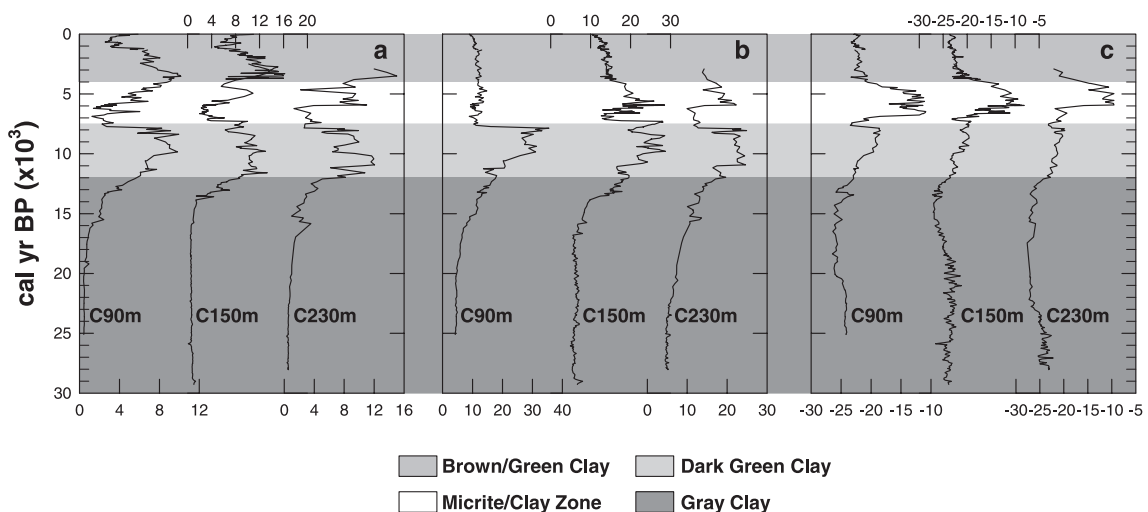 0 4 8 12 16 20
0 10 20 30
-30 -25 -20 -15 -10 -5
a b c
cal yr BP (x10³)
0
5
10
15
20
25
30
C90m C150m C230m C90m C150m C230m C90m C150m C230m
0 4 8 12 0 4 8 12 16
0 10 20 30 40 0 10 20 30
-30 -25 -20 -15 -10 -30 -25 -20 -15 -10 -5
Brown/Green Clay Dark Green Clay
Micrite/Clay Zone Gray Clay